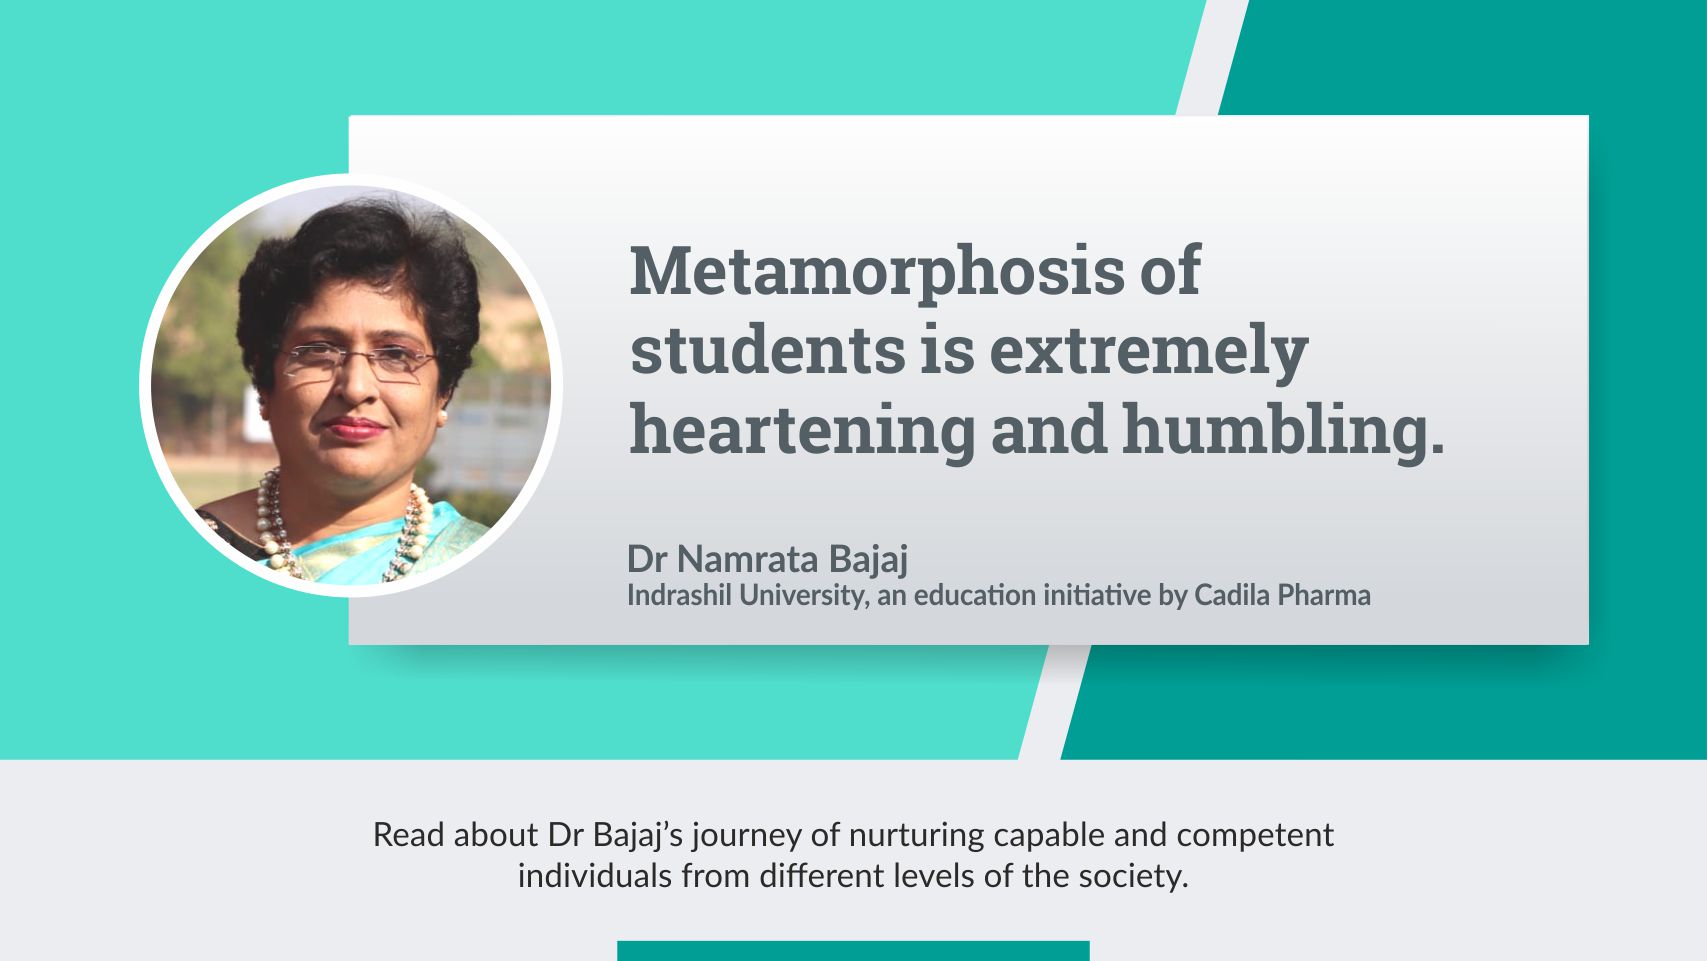 Metamorphosis of
students is extremely
heartening and humbling.
Dr Namrata Bajaj
Indrashil University, an education initiative by Cadila Pharma
Read about Dr Bajaj’s journey of nurturing capable and competent
individuals from different levels of the society.